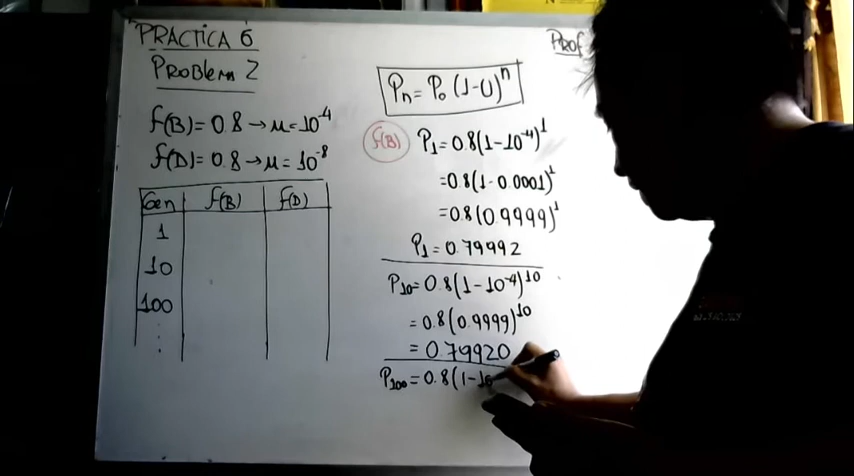 PRACTICA 6
PROBLEMA 2
PROF
f(B)=0.8→μ=10⁻⁴
f(D)=0.8→μ=10⁻⁸
Gen f(B) f(D)
1
10
100
⋮
Pn=P₀(1-U)ⁿ
f(B) P₁=0.8(1-10⁻⁴)¹
=0.8(1-0.0001)¹
=0.8(0.9999)¹
P₁=0.79992
P₁₀=0.8(1-10⁻⁴)¹⁰
=0.8(0.9999)¹⁰
=0.79920
P₁₀₀=0.8(1-10